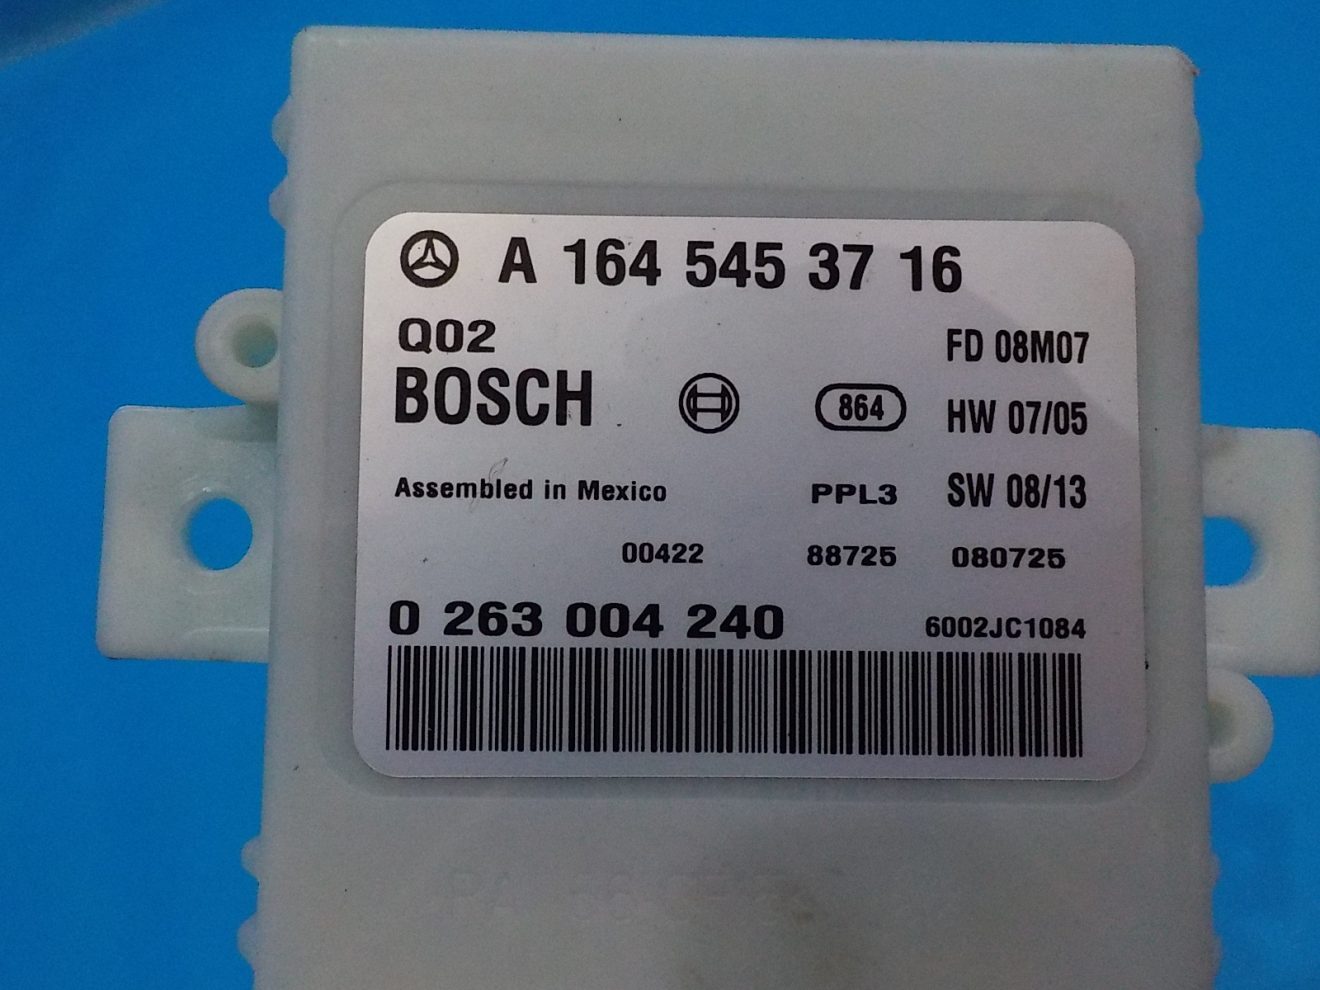 A 164 545 37 16
Q02 FD 08M07
BOSCH 864 HW 07/05
Assembled in Mexico PPL3 SW 08/13
00422 88725 080725
0 263 004 240 6002JC1084